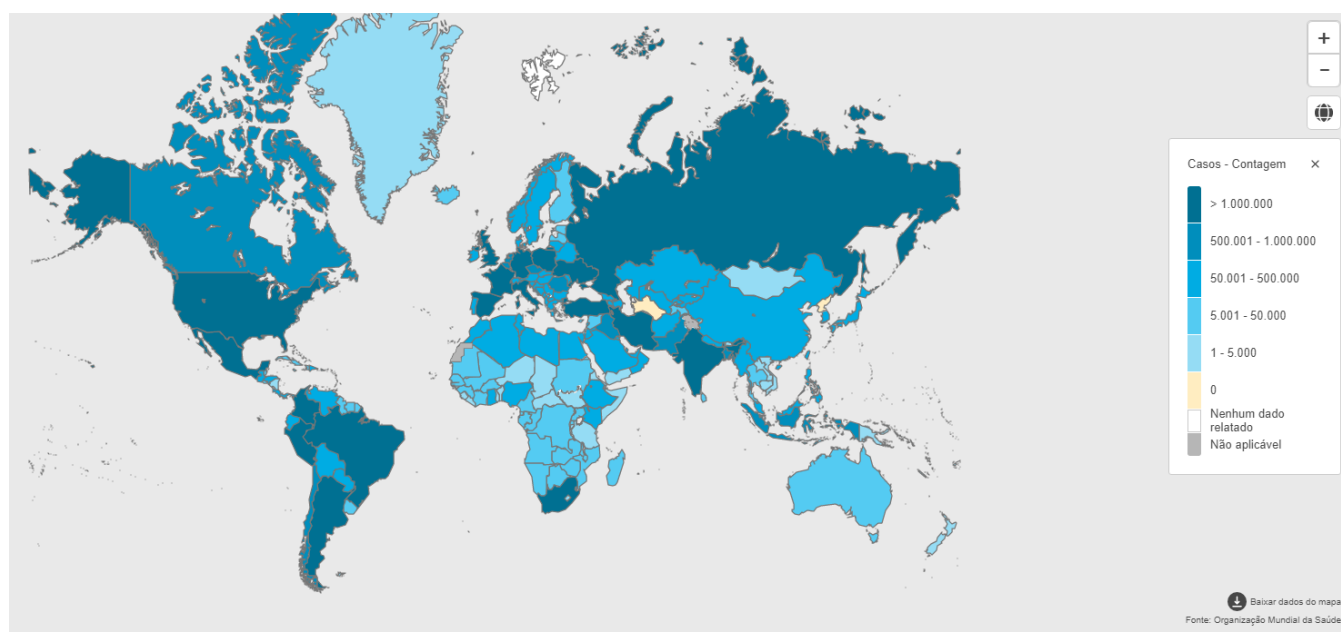 +
−
Casos - Contagem ×
> 1.000.000
500.001 - 1.000.000
50.001 - 500.000
5.001 - 50.000
1 - 5.000
0
Nenhum dado
relatado
Não aplicável
Baixar dados do mapa
Fonte: Organização Mundial da Saúde